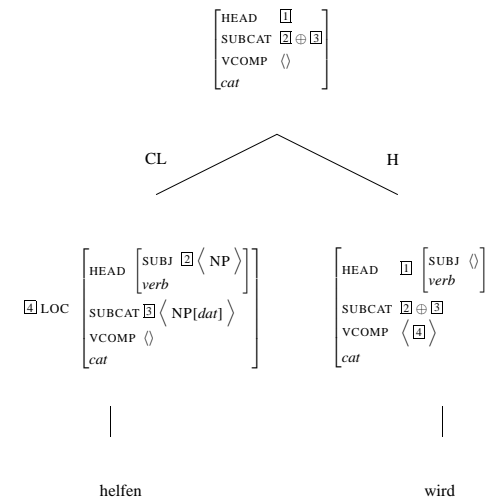 HEAD 1
SUBCAT 2 ⊕ 3
VCOMP ⟨⟩
cat
CL H
4 LOC
HEAD SUBJ 2 ⟨ NP ⟩
verb
SUBCAT 3 ⟨ NP[dat] ⟩
VCOMP ⟨⟩
cat
HEAD 1 SUBJ ⟨⟩
verb
SUBCAT 2 ⊕ 3
VCOMP ⟨ 4 ⟩
cat
helfen wird